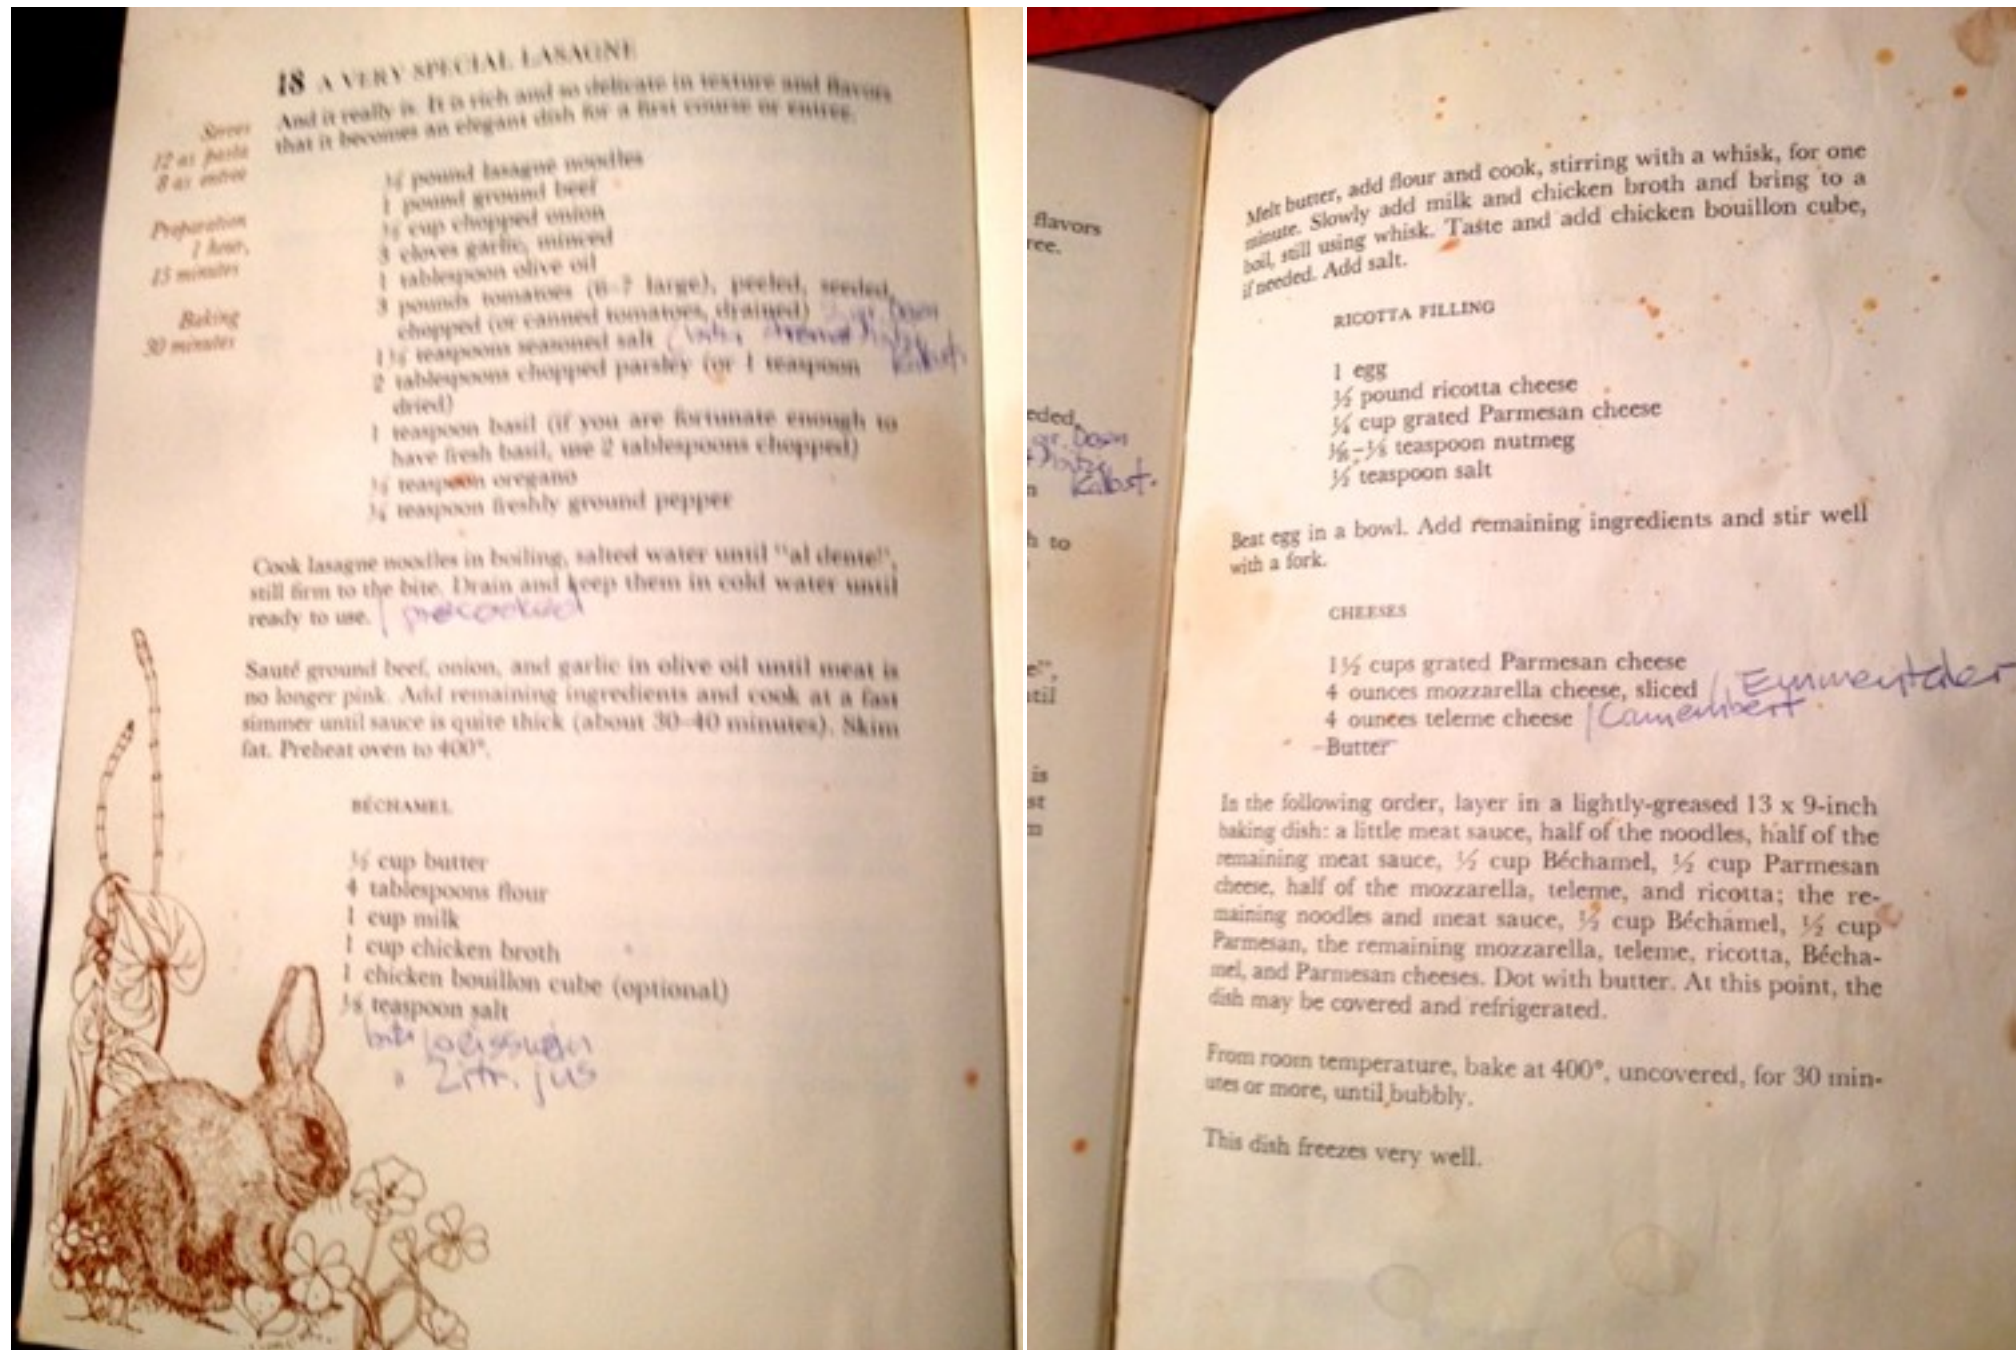 18 A VERY SPECIAL LASAGNE
And it really is. It is rich and so delicate in texture and flavors
that it becomes an elegant dish for a first course or entree.
Serves
12 as pasta
8 as entree
Preparation
1 hour,
15 minutes
Baking
30 minutes
pound lasagne noodles
1 pound ground beef
cup chopped onion
3 cloves garlic, minced
1 tablespoon olive oil
3 pounds tomatoes (6-7 large), peeled, seeded,
chopped (or canned tomatoes, drained) gr. Dosen
teaspoons seasoned salt
2 tablespoons chopped parsley (or 1 teaspoon
dried)
1 teaspoon basil (if you are fortunate enough to
have fresh basil, use 2 tablespoons chopped)
teaspoon oregano
¼ teaspoon freshly ground pepper
Cook lasagne noodles in boiling, salted water until "al dente",
still firm to the bite. Drain and keep them in cold water until
ready to use. precooked
Sauté ground beef, onion, and garlic in olive oil until meat is
no longer pink. Add remaining ingredients and cook at a fast
simmer until sauce is quite thick (about 30-40 minutes). Skim
fat. Preheat oven to 400°.
BÉCHAMEL
cup butter
4 tablespoons flour
1 cup milk
1 cup chicken broth
1 chicken bouillon cube (optional)
teaspoon salt
Zitr. jus
flavors
ree.
eded,
gr. Dosen
h to
e!",
til
is
st
Melt butter, add flour and cook, stirring with a whisk, for one
minute. Slowly add milk and chicken broth and bring to a
boil, still using whisk. Taste and add chicken bouillon cube,
if needed. Add salt.
RICOTTA FILLING
1 egg
½ pound ricotta cheese
¼ cup grated Parmesan cheese
teaspoon nutmeg
½ teaspoon salt
Beat egg in a bowl. Add remaining ingredients and stir well
with a fork.
CHEESES
1½ cups grated Parmesan cheese
4 ounces mozzarella cheese, sliced / Emmentaler
4 ounces teleme cheese / Camembert
Butter
In the following order, layer in a lightly-greased 13 x 9-inch
baking dish: a little meat sauce, half of the noodles, half of the
remaining meat sauce, ½ cup Béchamel, ½ cup Parmesan
cheese, half of the mozzarella, teleme, and ricotta; the re-
maining noodles and meat sauce, ½ cup Béchamel, ½ cup
Parmesan, the remaining mozzarella, teleme, ricotta, Bécha-
mel, and Parmesan cheeses. Dot with butter. At this point, the
dish may be covered and refrigerated.
From room temperature, bake at 400°, uncovered, for 30 min-
utes or more, until bubbly.
This dish freezes very well.